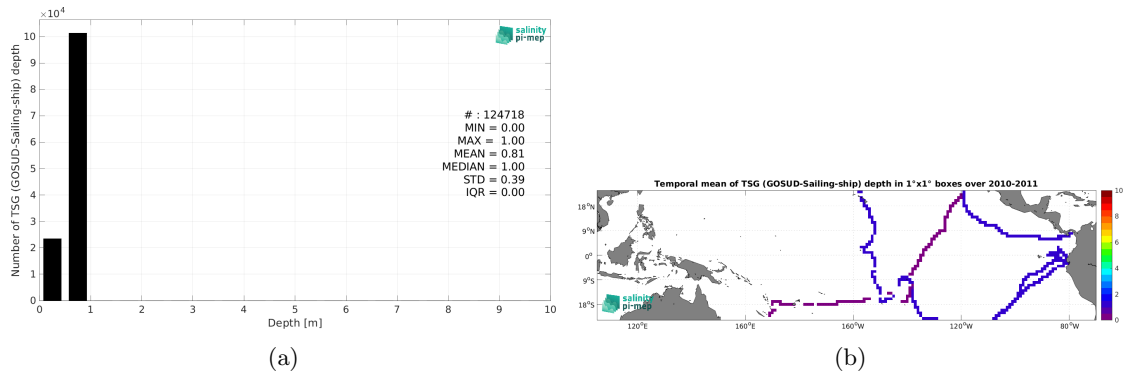 ×10⁴
10
9
8
7
6
5
4
3
2
1
0
Number of TSG (GOSUD-Sailing-ship) depth
0 1 2 3 4 5 6 7 8 9 10
Depth [m]
salinity
pi-mep
# : 124718
MIN = 0.00
MAX = 1.00
MEAN = 0.81
MEDIAN = 1.00
STD = 0.39
IQR = 0.00
(a)
Temporal mean of TSG (GOSUD-Sailing-ship) depth in 1°x1° boxes over 2010-2011
18°N
9°N
0°
9°S
18°S
120°E 160°E 160°W 120°W 80°W
salinity
pi-mep
10
8
6
4
2
0
(b)